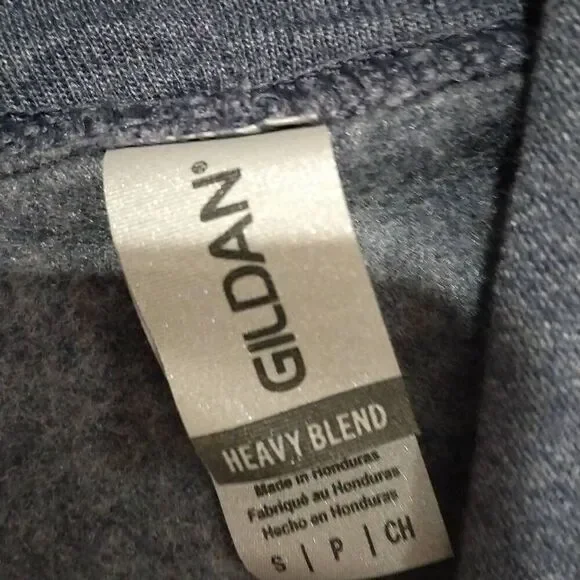 GILDAN®
HEAVY BLEND
Made in Honduras
Fabriqué au Honduras
Hecho en Honduras
S | P | CH